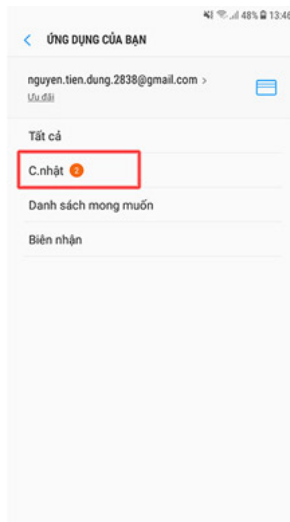 48% 13:46
ỨNG DỤNG CỦA BẠN
nguyen.tien.dung.2838@gmail.com >
Ưu đãi
Tất cả
C.nhật 2
Danh sách mong muốn
Biên nhận